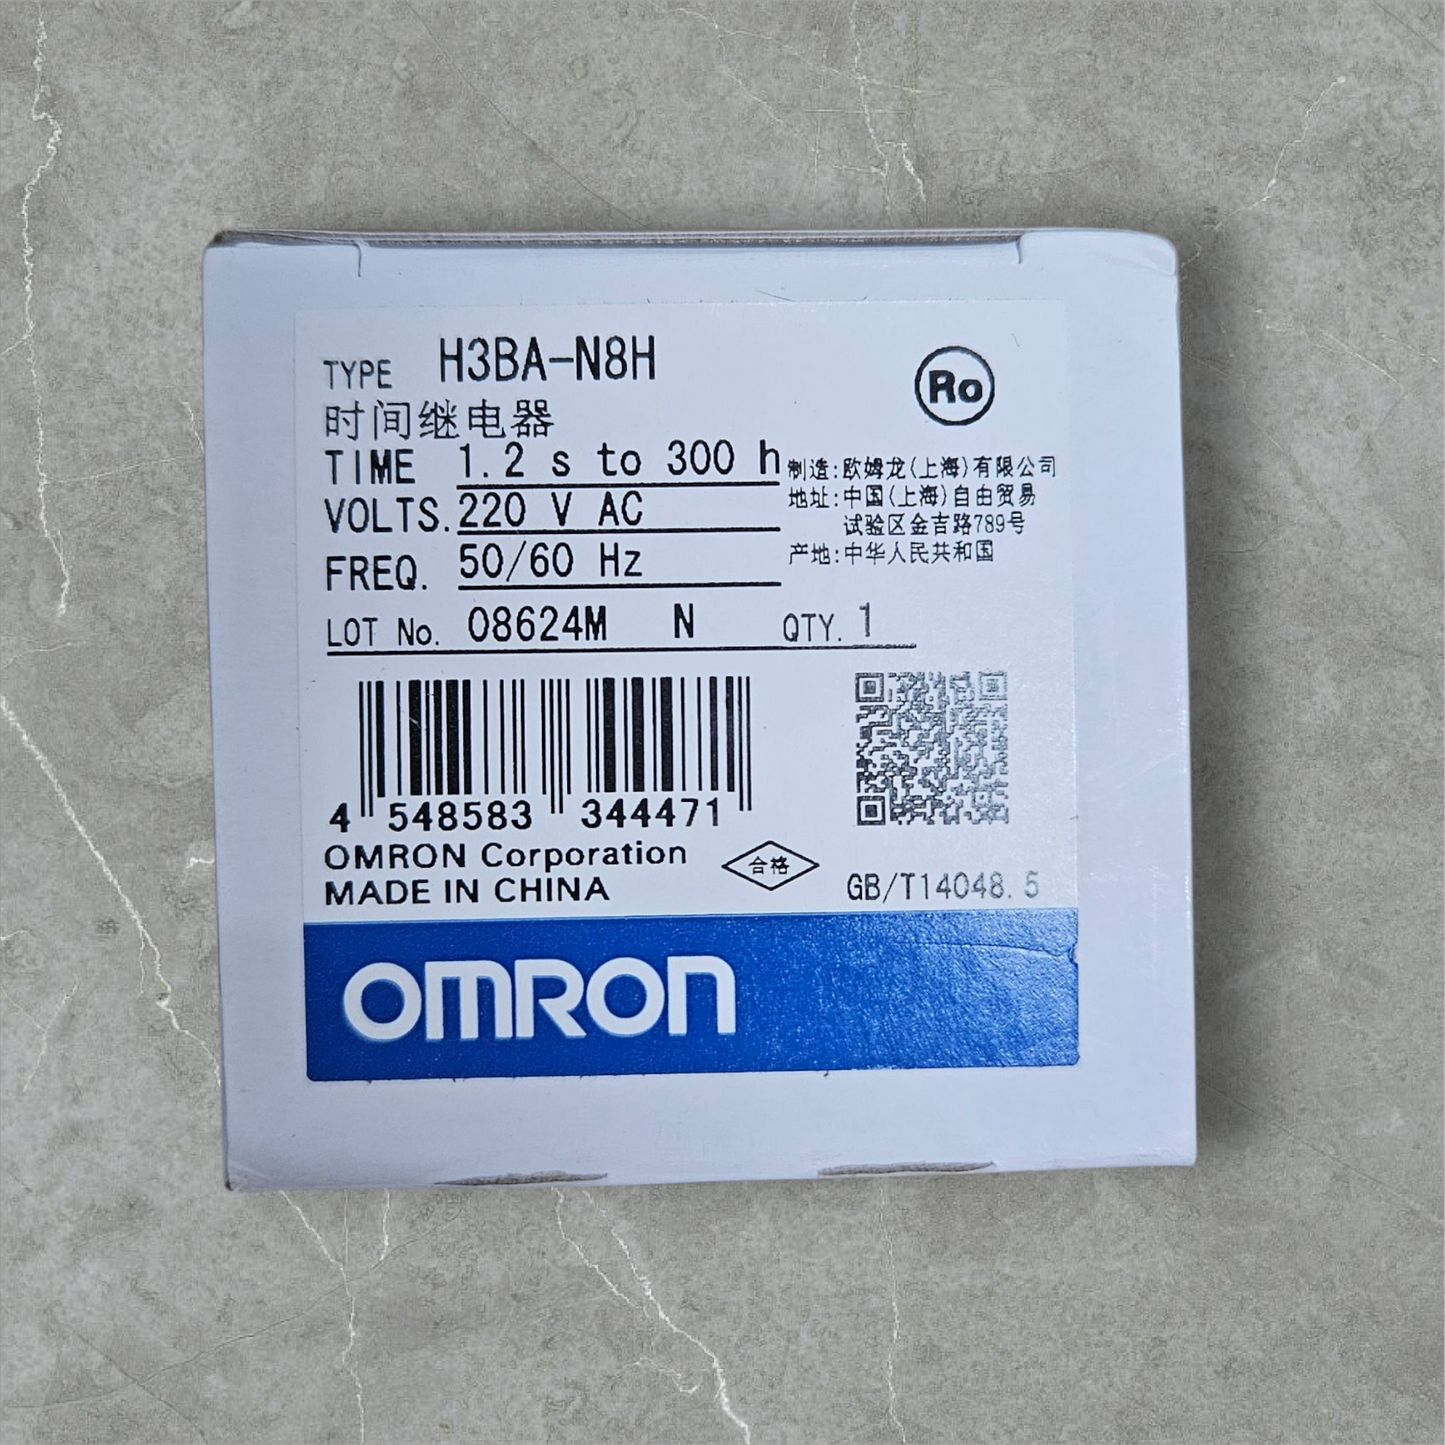 TYPE H3BA-N8H
Ro
时间继电器
TIME 1.2 s to 300 h
VOLTS. 220 V AC
FREQ. 50/60 Hz
制造:欧姆龙(上海)有限公司
地址:中国(上海)自由贸易
试验区金吉路789号
产地:中华人民共和国
LOT No. 08624M N QTY. 1
4 548583 344471
OMRON Corporation
MADE IN CHINA
合格
GB/T14048.5
OMRON